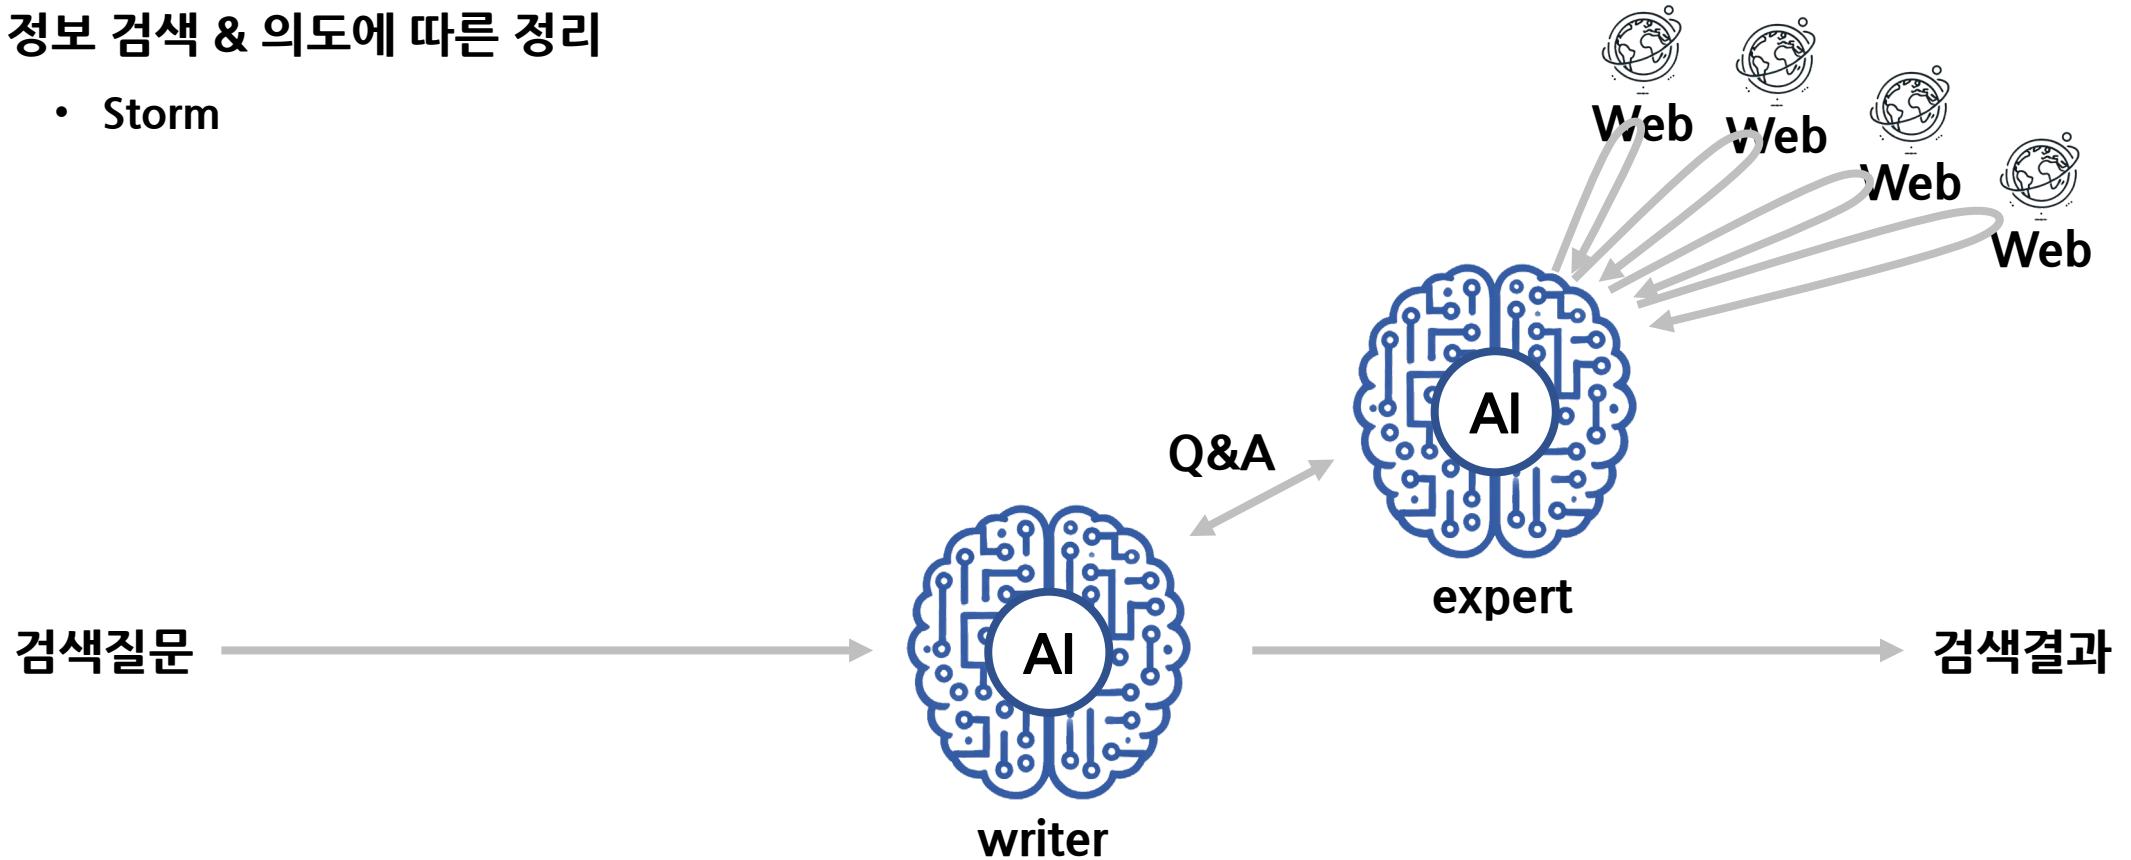 정보 검색 & 의도에 따른 정리
• Storm
Web
Web
Web
Web
AI
Q&A
expert
검색질문
AI
검색결과
writer